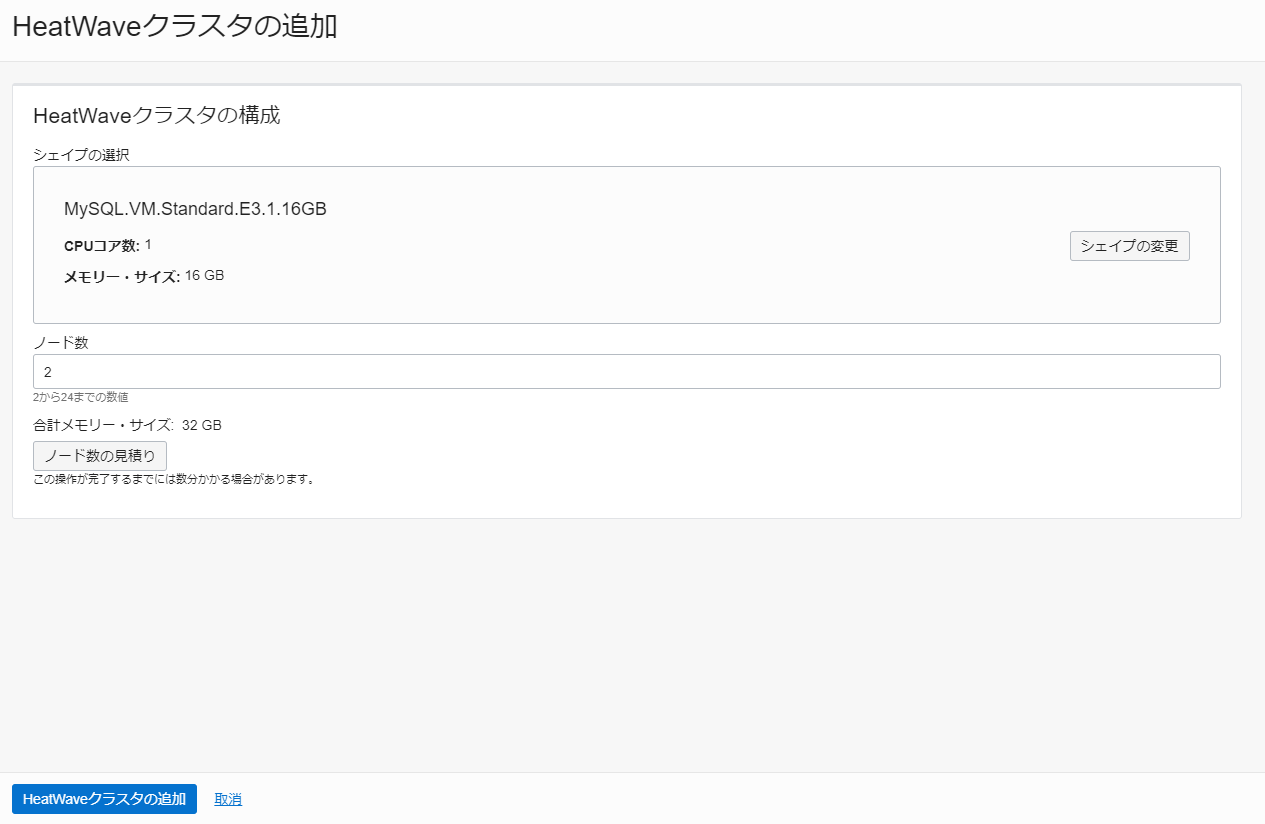 HeatWaveクラスタの追加
HeatWaveクラスタの構成
シェイプの選択
MySQL.VM.Standard.E3.1.16GB
CPUコア数: 1
シェイプの変更
メモリー・サイズ: 16 GB
ノード数
2
2から24までの数値
合計メモリー・サイズ: 32 GB
ノード数の見積り
この操作が完了するまでには数分かかる場合があります。
HeatWaveクラスタの追加 取消